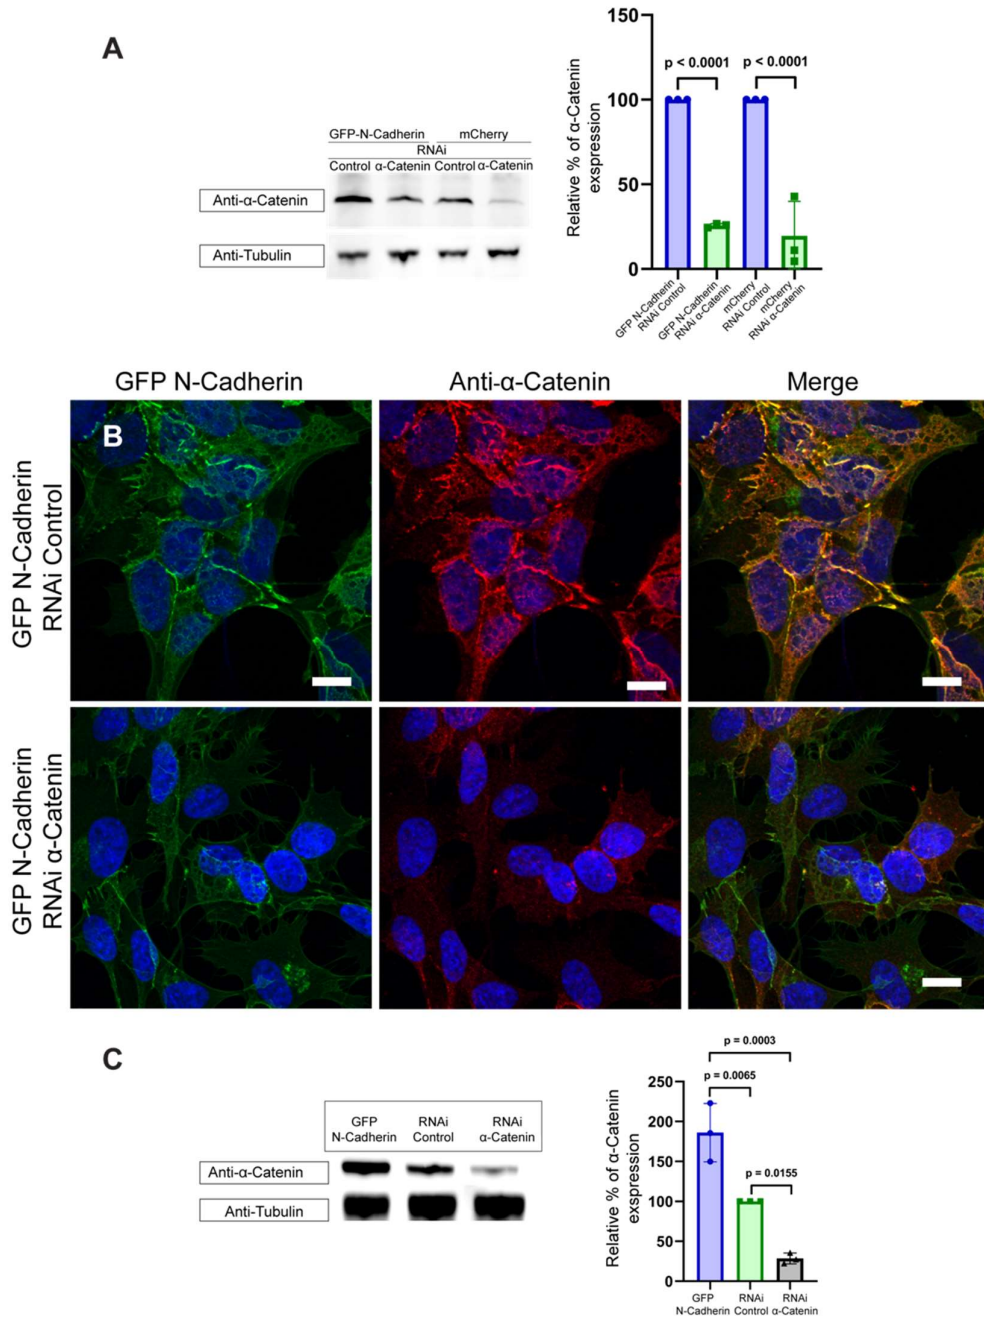 A
GFP-N-Cadherin mCherry
RNAi
Control α-Catenin Control α-Catenin
Anti-α-Catenin
Anti-Tubulin
Relative % of α-Catenin
exspression
150
100
50
0
p < 0.0001 p < 0.0001
GFP N-Cadherin
RNAi Control
GFP N-Cadherin
RNAi α-Catenin
mCherry
RNAi Control
mCherry
RNAi α-Catenin
GFP N-Cadherin Anti-α-Catenin Merge
B
GFP N-Cadherin
RNAi Control
GFP N-Cadherin
RNAi α-Catenin
C
GFP
N-Cadherin
RNAi
Control
RNAi
α-Catenin
Anti-α-Catenin
Anti-Tubulin
Relative % of α-Catenin
exspression
250
200
150
100
50
0
p = 0.0003
p = 0.0065
p = 0.0155
GFP
N-Cadherin
RNAi
Control
RNAi
α-Catenin